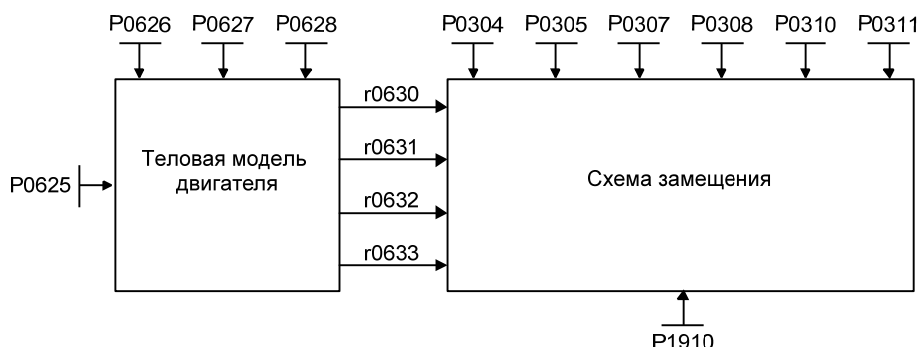 P0626 P0627 P0628 P0304 P0305 P0307 P0308 P0310 P0311
r0630
r0631
Теловая модель
двигателя
Схема замещения
P0625
r0632
r0633
P1910